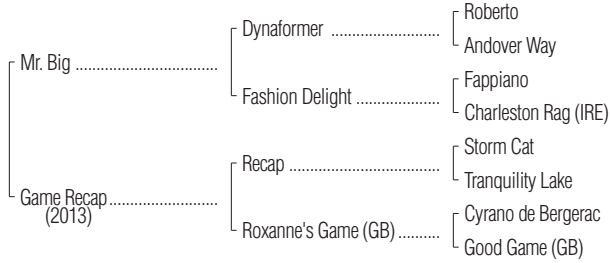 Roberto
Dynaformer ..................................
Andover Way
Mr. Big ..................................
Fappiano
Fashion Delight .........................
Charleston Rag (IRE)
Storm Cat
Recap ..........................................
Tranquility Lake
Game Recap.........................
(2013)
Cyrano de Bergerac
Roxanne's Game (GB) ..........
Good Game (GB)